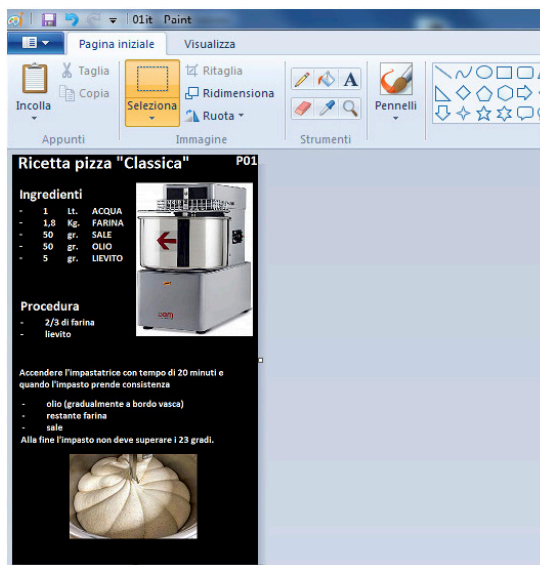 01it Paint
Pagina iniziale Visualizza
Incolla
Taglia
Copia
Appunti
Seleziona
Ritaglia
Ridimensiona
Ruota
Immagine
Strumenti
Pennelli
A
Ricetta pizza "Classica" P01
Ingredienti
- 1 Lt. ACQUA
- 1,8 Kg. FARINA
- 50 gr. SALE
- 50 gr. OLIO
- 5 gr. LIEVITO
Procedura
- 2/3 di farina
- lievito
Accendere l'impastatrice con tempo di 20 minuti e
quando l'impasto prende consistenza
- olio (gradualmente a bordo vasca)
- restante farina
- sale
Alla fine l'impasto non deve superare i 23 gradi.